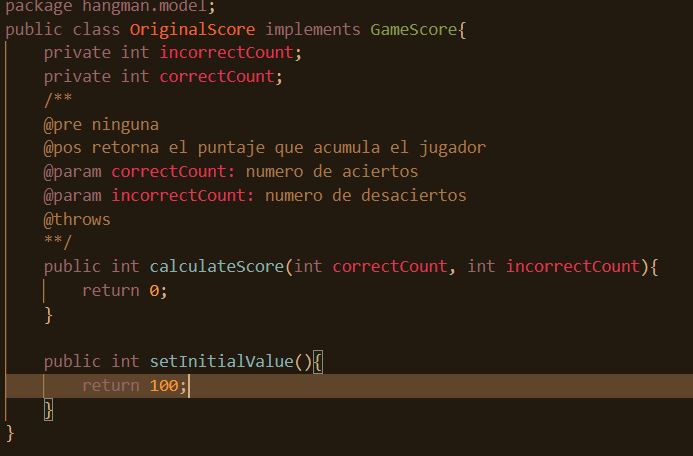 package hangman.model;
public class OriginalScore implements GameScore{
    private int incorrectCount;
    private int correctCount;
    /**
    @pre ninguna
    @pos retorna el puntaje que acumula el jugador
    @param correctCount: numero de aciertos
    @param incorrectCount: numero de desaciertos
    @throws
    **/
    public int calculateScore(int correctCount, int incorrectCount){
        return 0;
    }

    public int setInitialValue(){
        return 100;
    }
}